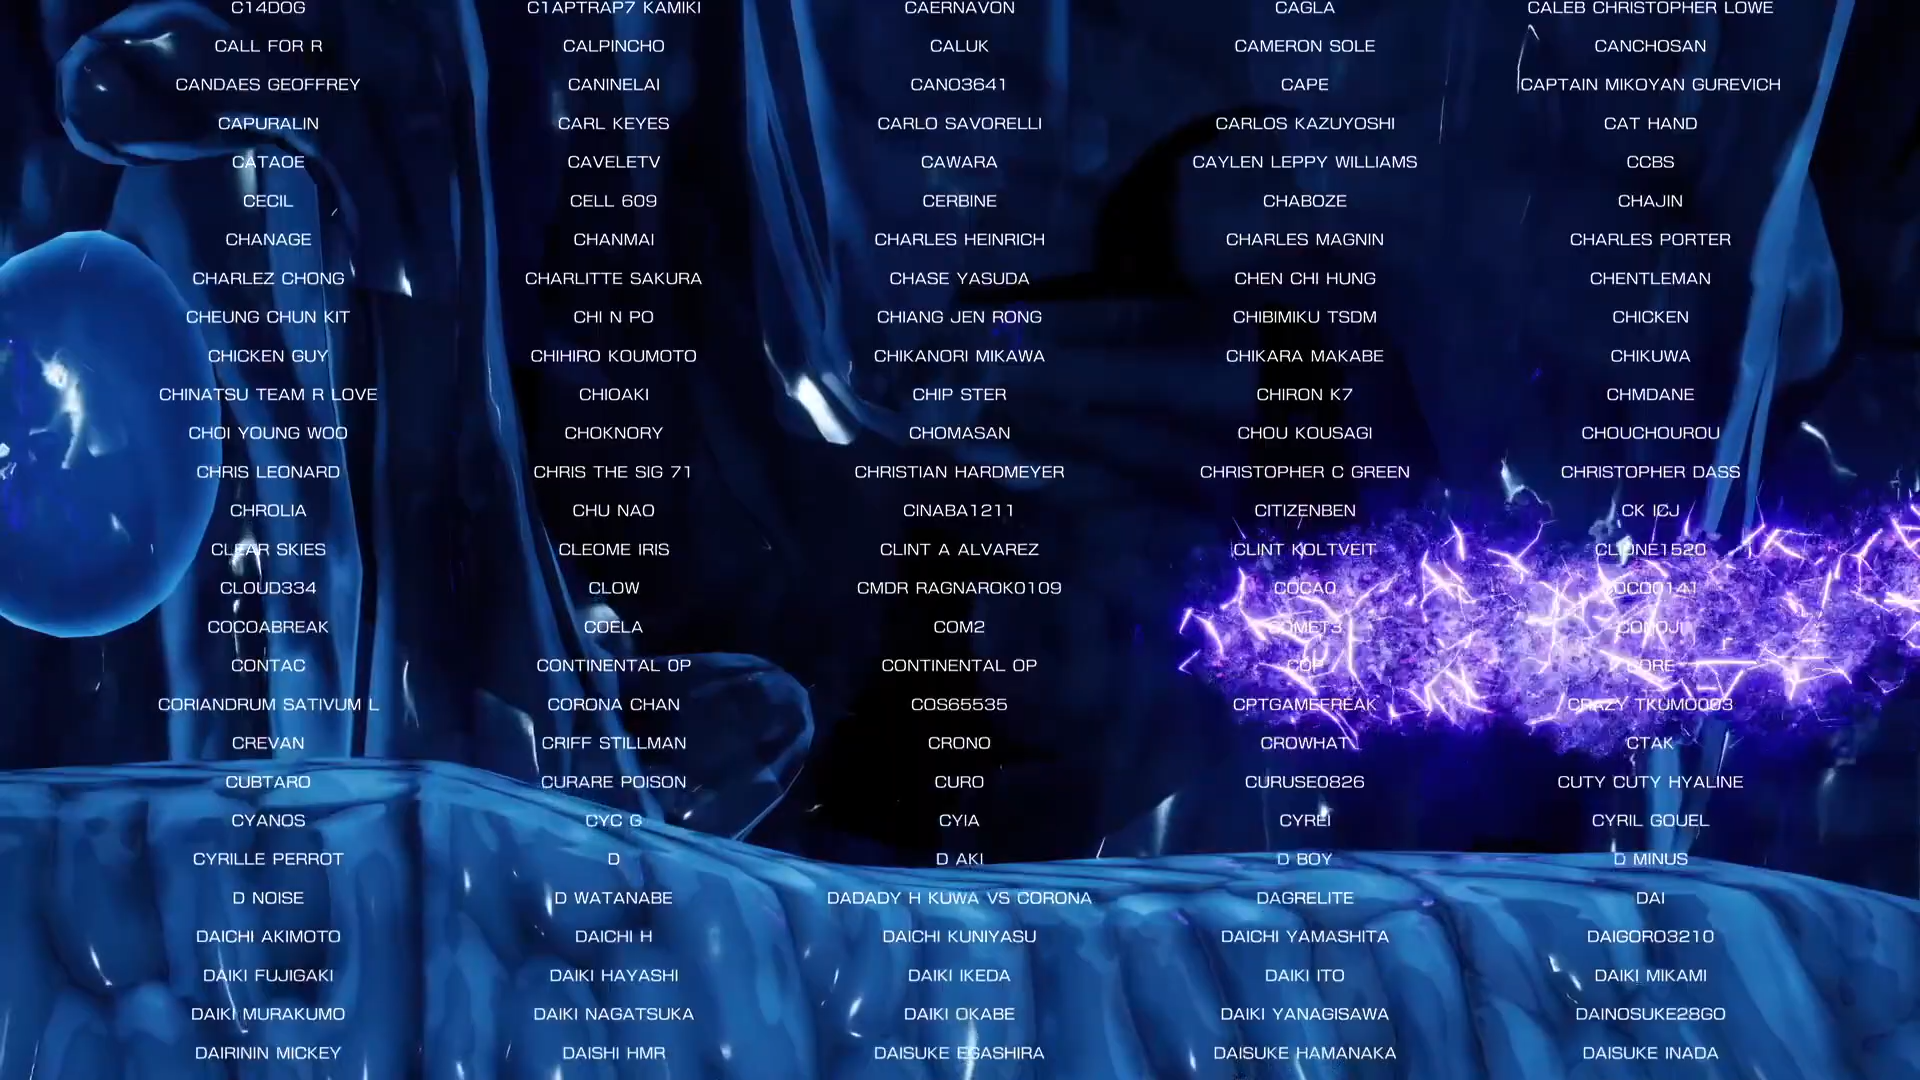 C14DOG C1APTRAP7 KAMIKI CAERNAVON CAGLA CALEB CHRISTOPHER LOWE
CALL FOR R CALPINCHO CALUK CAMERON SOLE CANCHOSAN
CANDAES GEOFFREY CANINELAI CANO3641 CAPE CAPTAIN MIKOYAN GUREVICH
CAPURALIN CARL KEYES CARLO SAVORELLI CARLOS KAZUYOSHI CAT HAND
CATAOE CAVELETV CAWARA CAYLEN LEPPY WILLIAMS CCBS
CECIL CELL 609 CERBINE CHABOZE CHAJIN
CHANAGE CHANMAI CHARLES HEINRICH CHARLES MAGNIN CHARLES PORTER
CHARLEZ CHONG CHARLITTE SAKURA CHASE YASUDA CHEN CHI HUNG CHENTLEMAN
CHEUNG CHUN KIT CHI N PO CHIANG JEN RONG CHIBIMIKU TSDM CHICKEN
CHICKEN GUY CHIHIRO KOUMOTO CHIKANORI MIKAWA CHIKARA MAKABE CHIKUWA
CHINATSU TEAM R LOVE CHIOAKI CHIP STER CHIRON K7 CHMDANE
CHOI YOUNG WOO CHOKNORY CHOMASAN CHOU KOUSAGI CHOUCHOUROU
CHRIS LEONARD CHRIS THE SIG 71 CHRISTIAN HARDMEYER CHRISTOPHER C GREEN CHRISTOPHER DASS
CHROLIA CHU NAO CINABA1211 CITIZENBEN CK ICJ
CLEAR SKIES CLEOME IRIS CLINT A ALVAREZ CLINT KOLTVEIT CLIONE1520
CLOUD334 CLOW CMDR RAGNAROK0109 COCA0
COCOABREAK COELA COM2 COMET3 COMOJI
CONTAC CONTINENTAL OP CONTINENTAL OP COP CORE
CORIANDRUM SATIVUM L CORONA CHAN COS65535 CPTGAMEFREAK CRAZY TKUMO003
CREVAN CRIFF STILLMAN CRONO CROWHAT CTAK
CUBTARO CURARE POISON CURO CURUSE0826 CUTY CUTY HYALINE
CYANOS CYC G CYIA CYREI CYRIL GOUEL
CYRILLE PERROT D D AKI D BOY D MINUS
D NOISE D WATANABE DADADY H KUWA VS CORONA DAGRELITE DAI
DAICHI AKIMOTO DAICHI H DAICHI KUNIYASU DAICHI YAMASHITA DAIGORO3210
DAIKI FUJIGAKI DAIKI HAYASHI DAIKI IKEDA DAIKI ITO DAIKI MIKAMI
DAIKI MURAKUMO DAIKI NAGATSUKA DAIKI OKABE DAIKI YANAGISAWA DAINOSUKE28GO
DAIRININ MICKEY DAISHI HMR DAISUKE EGASHIRA DAISUKE HAMANAKA DAISUKE INADA